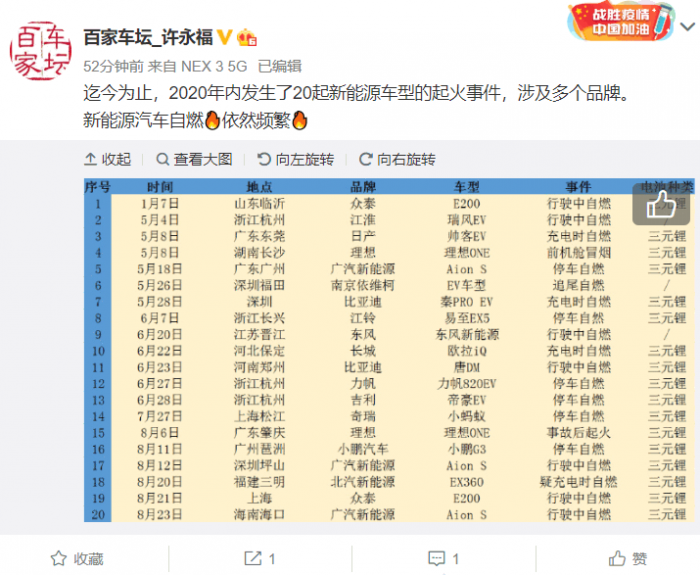 战胜疫情
中国加油
百家车坛
百家车坛_许永福
52分钟前 来自 NEX 3 5G 已编辑
迄今为止，2020年内发生了20起新能源车型的起火事件，涉及多个品牌。
新能源汽车自燃🔥依然频繁🔥
收起 查看大图 向左旋转 向右旋转
序号 时间 地点 品牌 车型 事件 电池种类
1 1月7日 山东临沂 众泰 E200 行驶中自燃 三元锂
2 5月4日 浙江杭州 江淮 瑞风EV 行驶中自燃 /
3 5月8日 广东东莞 日产 帅客EV 充电时自燃 三元锂
4 5月8日 湖南长沙 理想 理想ONE 前机舱冒烟 三元锂
5 5月18日 广东广州 广汽新能源 Aion S 停车自燃 三元锂
6 5月26日 深圳福田 南京依维柯 EV车型 追尾自燃 /
7 5月28日 深圳 比亚迪 秦PRO EV 充电时自燃 三元锂
8 6月7日 浙江长兴 江铃 易至EX5 停车自然 三元锂
9 6月20日 江苏晋江 东风 东风新能源 行驶中自燃 /
10 6月22日 河北保定 长城 欧拉iQ 充电时自燃 三元锂
11 6月23日 河南郑州 比亚迪 唐DM 行驶中自燃 三元锂
12 6月27日 浙江杭州 力帆 力帆820EV 停车自燃 三元锂
13 6月28日 浙江杭州 吉利 帝豪EV 停车自燃 三元锂
14 7月27日 上海松江 奇瑞 小蚂蚁 停车自燃 三元锂
15 8月6日 广东肇庆 理想 理想ONE 事故后起火 三元锂
16 8月11日 广州琶洲 小鹏汽车 小鹏G3 停车自燃 三元锂
17 8月12日 深圳坪山 广汽新能源 Aion S 行驶中自燃 三元锂
18 8月20日 福建三明 北汽新能源 EX360 疑充电时自燃 三元锂
19 8月21日 上海 众泰 E200 行驶中自燃 三元锂
20 8月23日 海南海口 广汽新能源 Aion S 行驶中自燃 三元锂
收藏 1 1 赞